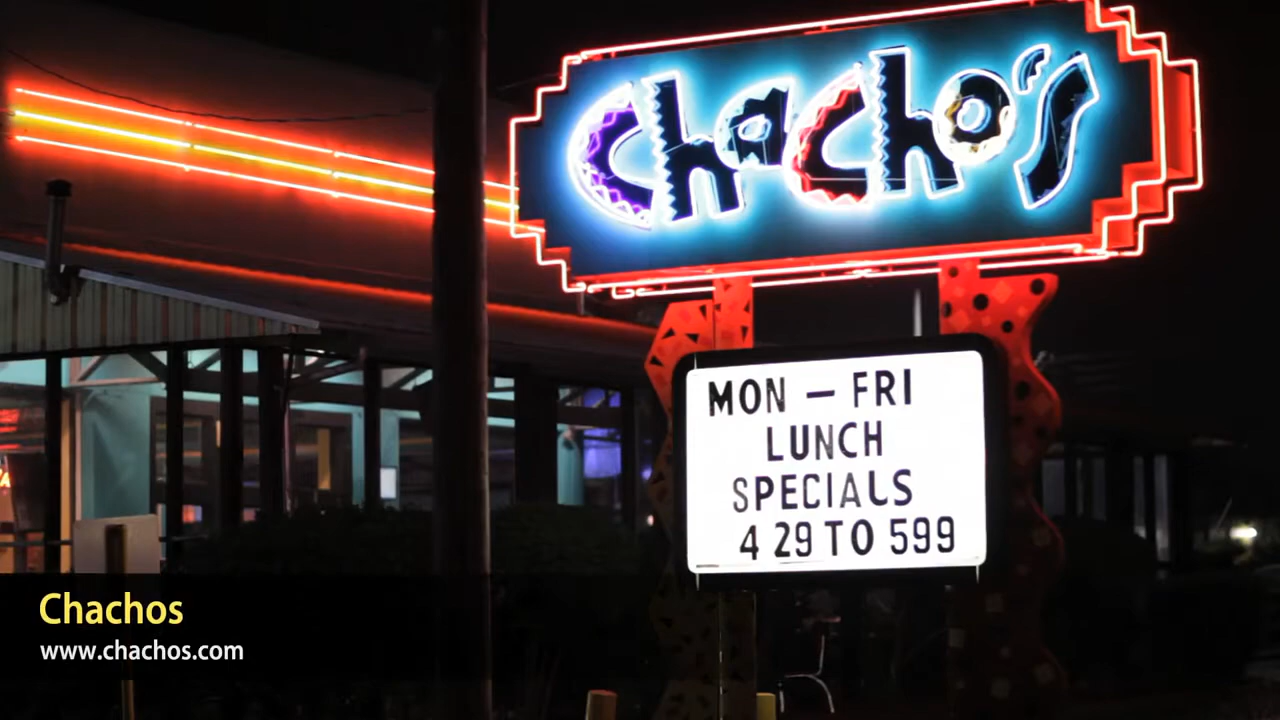 Chacho's
MON — FRI
LUNCH
SPECIALS
4 29 TO 599
Chachos
www.chachos.com